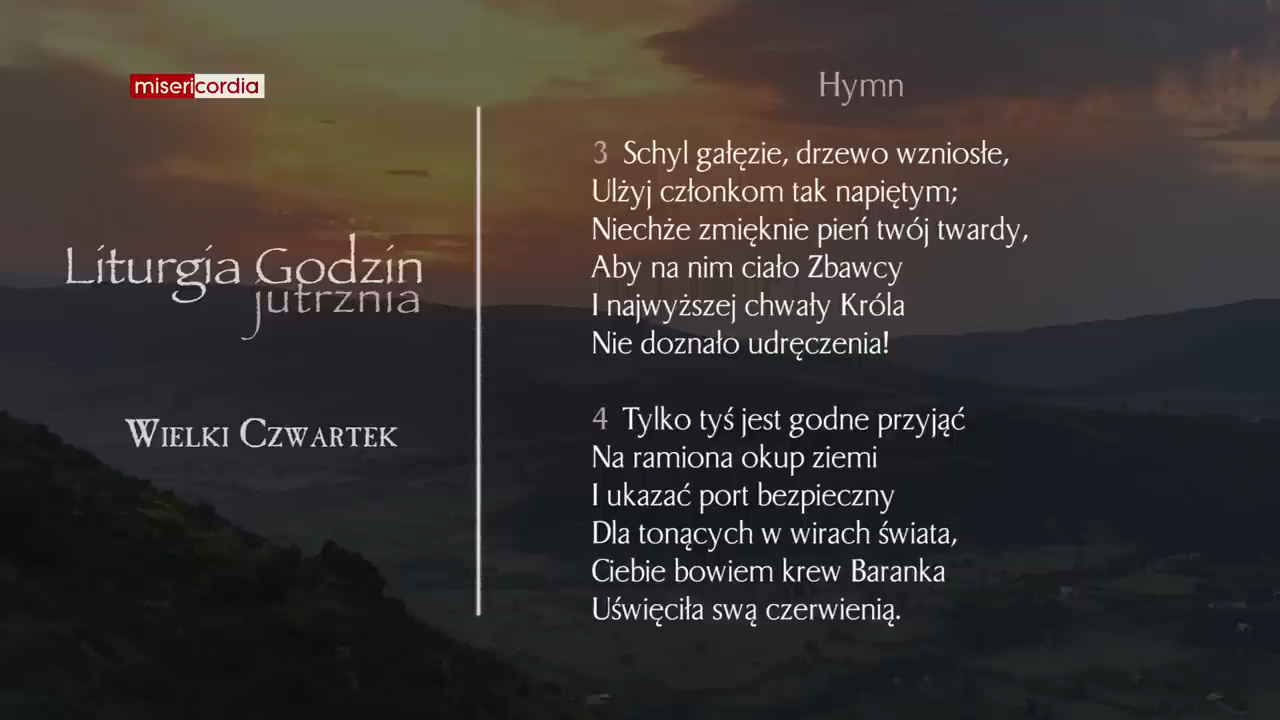 misericordia
Liturgia Godzin
jutrznia
Wielki Czwartek
Hymn
3 Schyl gałęzie, drzewo wzniosłe,
Ulżyj członkom tak napiętym;
Niechże zmięknie pień twój twardy,
Aby na nim ciało Zbawcy
I najwyższej chwały Króla
Nie doznało udręczenia!
4 Tylko tyś jest godne przyjąć
Na ramiona okup ziemi
I ukazać port bezpieczny
Dla tonących w wirach świata,
Ciebie bowiem krew Baranka
Uświęciła swą czerwienią.